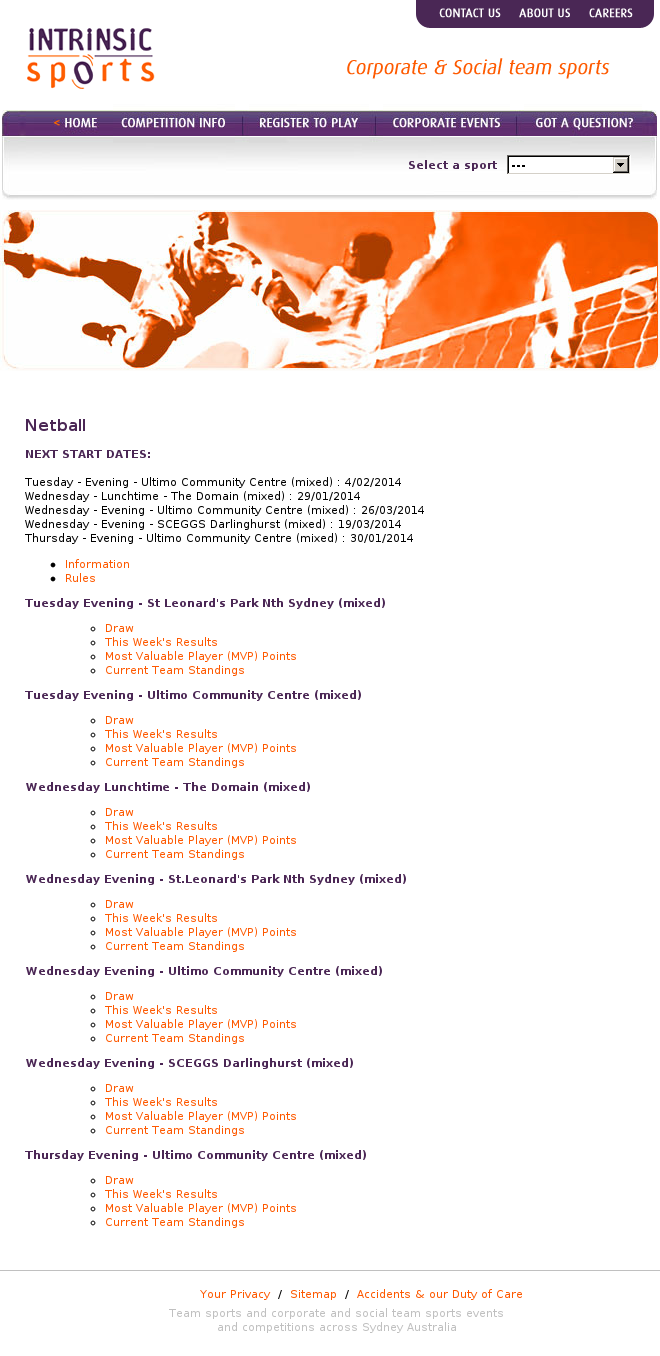 CONTACT US ABOUT US CAREERS
INTRINSIC
sports
Corporate & Social team sports
< HOME COMPETITION INFO REGISTER TO PLAY CORPORATE EVENTS GOT A QUESTION?
Select a sport ---
Netball
NEXT START DATES:
Tuesday - Evening - Ultimo Community Centre (mixed) : 4/02/2014
Wednesday - Lunchtime - The Domain (mixed) : 29/01/2014
Wednesday - Evening - Ultimo Community Centre (mixed) : 26/03/2014
Wednesday - Evening - SCEGGS Darlinghurst (mixed) : 19/03/2014
Thursday - Evening - Ultimo Community Centre (mixed) : 30/01/2014
Information
Rules
Tuesday Evening - St Leonard's Park Nth Sydney (mixed)
Draw
This Week's Results
Most Valuable Player (MVP) Points
Current Team Standings
Tuesday Evening - Ultimo Community Centre (mixed)
Draw
This Week's Results
Most Valuable Player (MVP) Points
Current Team Standings
Wednesday Lunchtime - The Domain (mixed)
Draw
This Week's Results
Most Valuable Player (MVP) Points
Current Team Standings
Wednesday Evening - St.Leonard's Park Nth Sydney (mixed)
Draw
This Week's Results
Most Valuable Player (MVP) Points
Current Team Standings
Wednesday Evening - Ultimo Community Centre (mixed)
Draw
This Week's Results
Most Valuable Player (MVP) Points
Current Team Standings
Wednesday Evening - SCEGGS Darlinghurst (mixed)
Draw
This Week's Results
Most Valuable Player (MVP) Points
Current Team Standings
Thursday Evening - Ultimo Community Centre (mixed)
Draw
This Week's Results
Most Valuable Player (MVP) Points
Current Team Standings
Your Privacy / Sitemap / Accidents & our Duty of Care
Team sports and corporate and social team sports events
and competitions across Sydney Australia